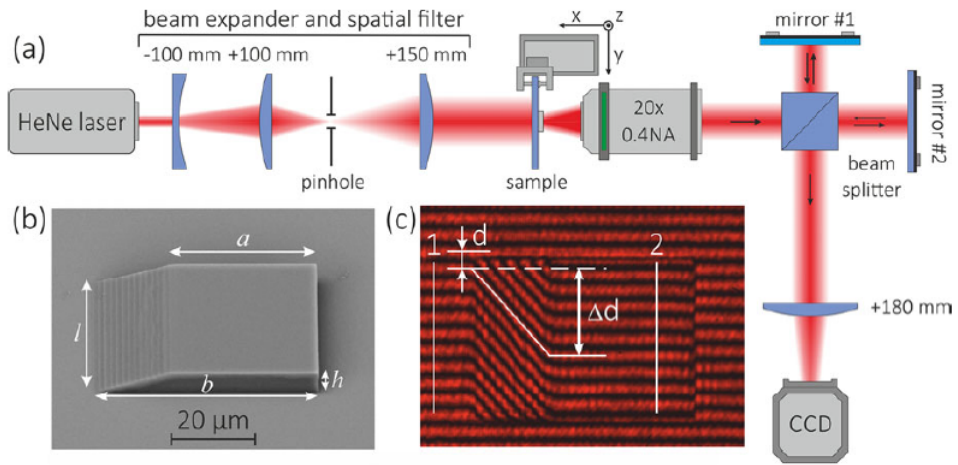 beam expander and spatial filter
(a)
-100 mm +100 mm +150 mm
x z
y
mirror #1
HeNe laser
20x
0.4NA
mirror #2
pinhole
sample
beam
splitter
(b)
a
l
b
h
20 μm
(c)
1
d
2
Δd
+180 mm
CCD